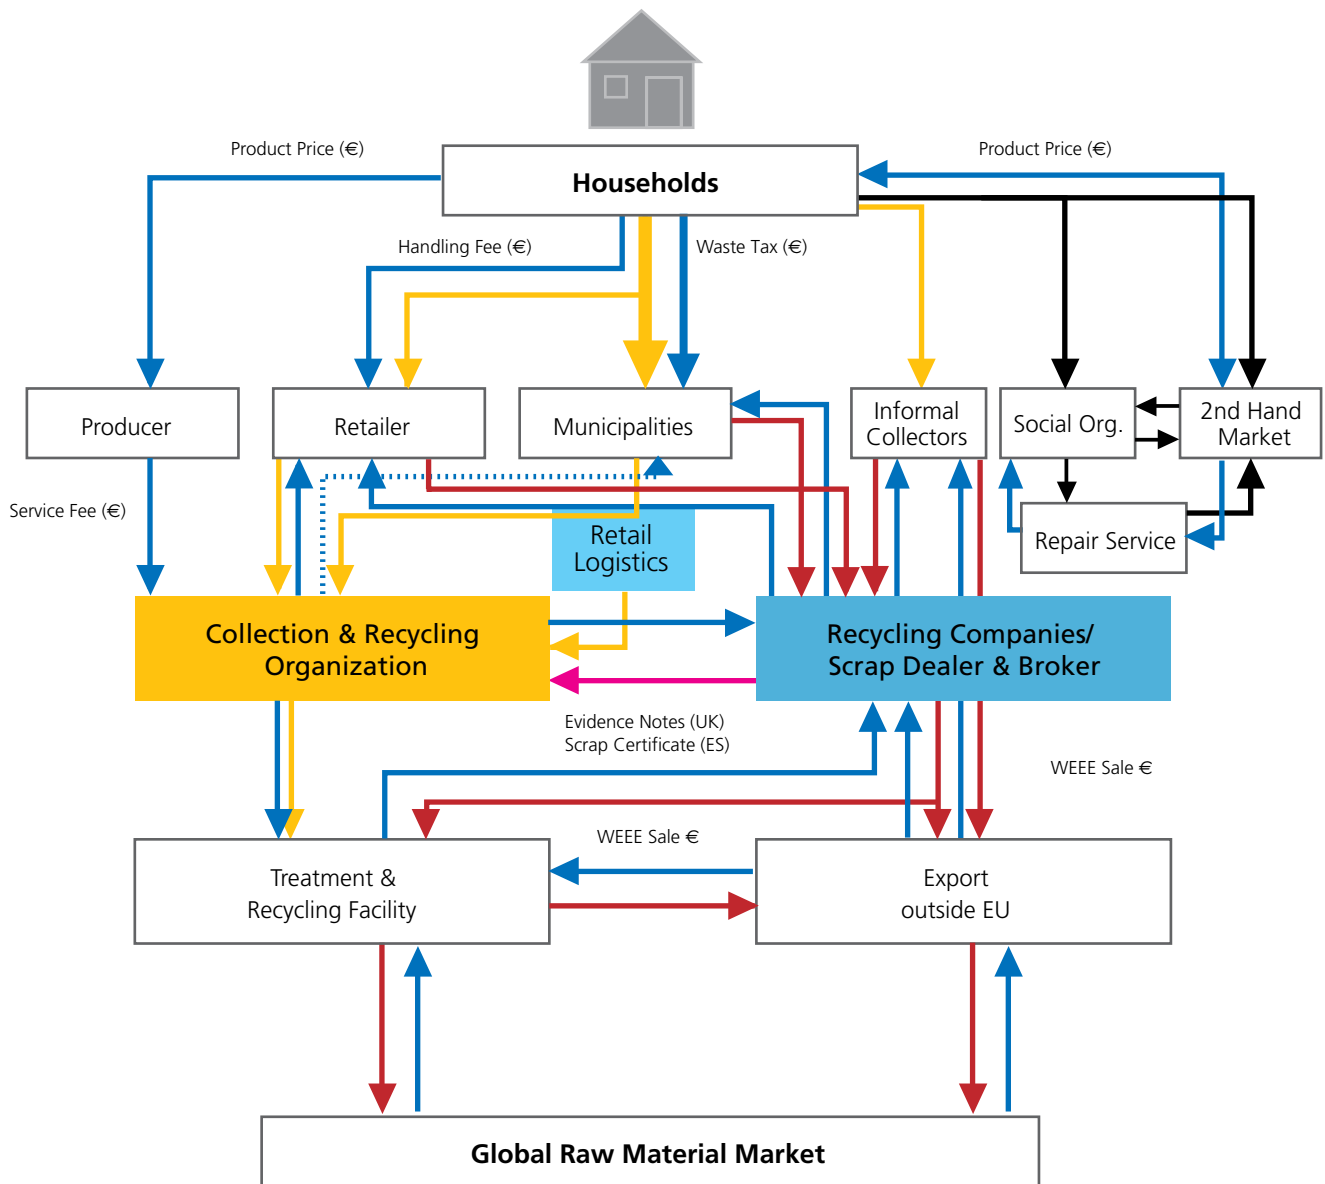 Product Price (€)
Product Price (€)
Households
Handling Fee (€)
Waste Tax (€)
Producer
Retailer
Municipalities
Informal
Collectors
Social Org.
2nd Hand
Market
Service Fee (€)
Retail
Logistics
Repair Service
Collection & Recycling
Organization
Recycling Companies/
Scrap Dealer & Broker
Evidence Notes (UK)
Scrap Certificate (ES)
WEEE Sale €
WEEE Sale €
Treatment &
Recycling Facility
Export
outside EU
Global Raw Material Market